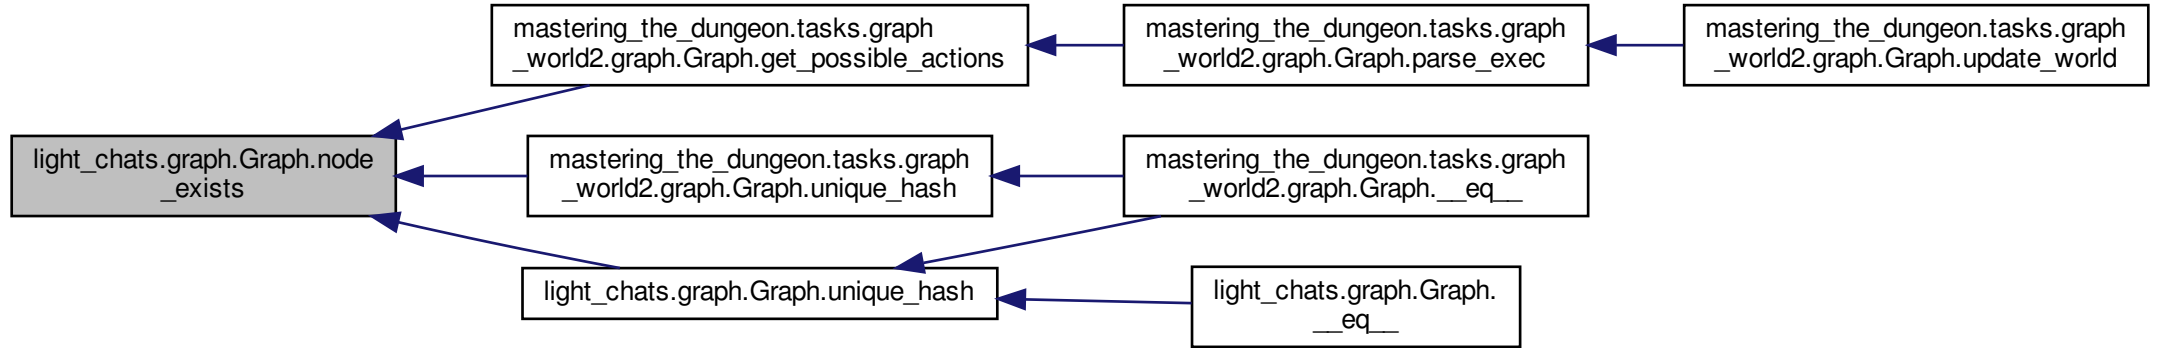 mastering_the_dungeon.tasks.graph
_world2.graph.Graph.get_possible_actions
mastering_the_dungeon.tasks.graph
_world2.graph.Graph.parse_exec
mastering_the_dungeon.tasks.graph
_world2.graph.Graph.update_world
light_chats.graph.Graph.node
_exists
mastering_the_dungeon.tasks.graph
_world2.graph.Graph.unique_hash
mastering_the_dungeon.tasks.graph
_world2.graph.Graph.__eq__
light_chats.graph.Graph.unique_hash
light_chats.graph.Graph.
__eq__